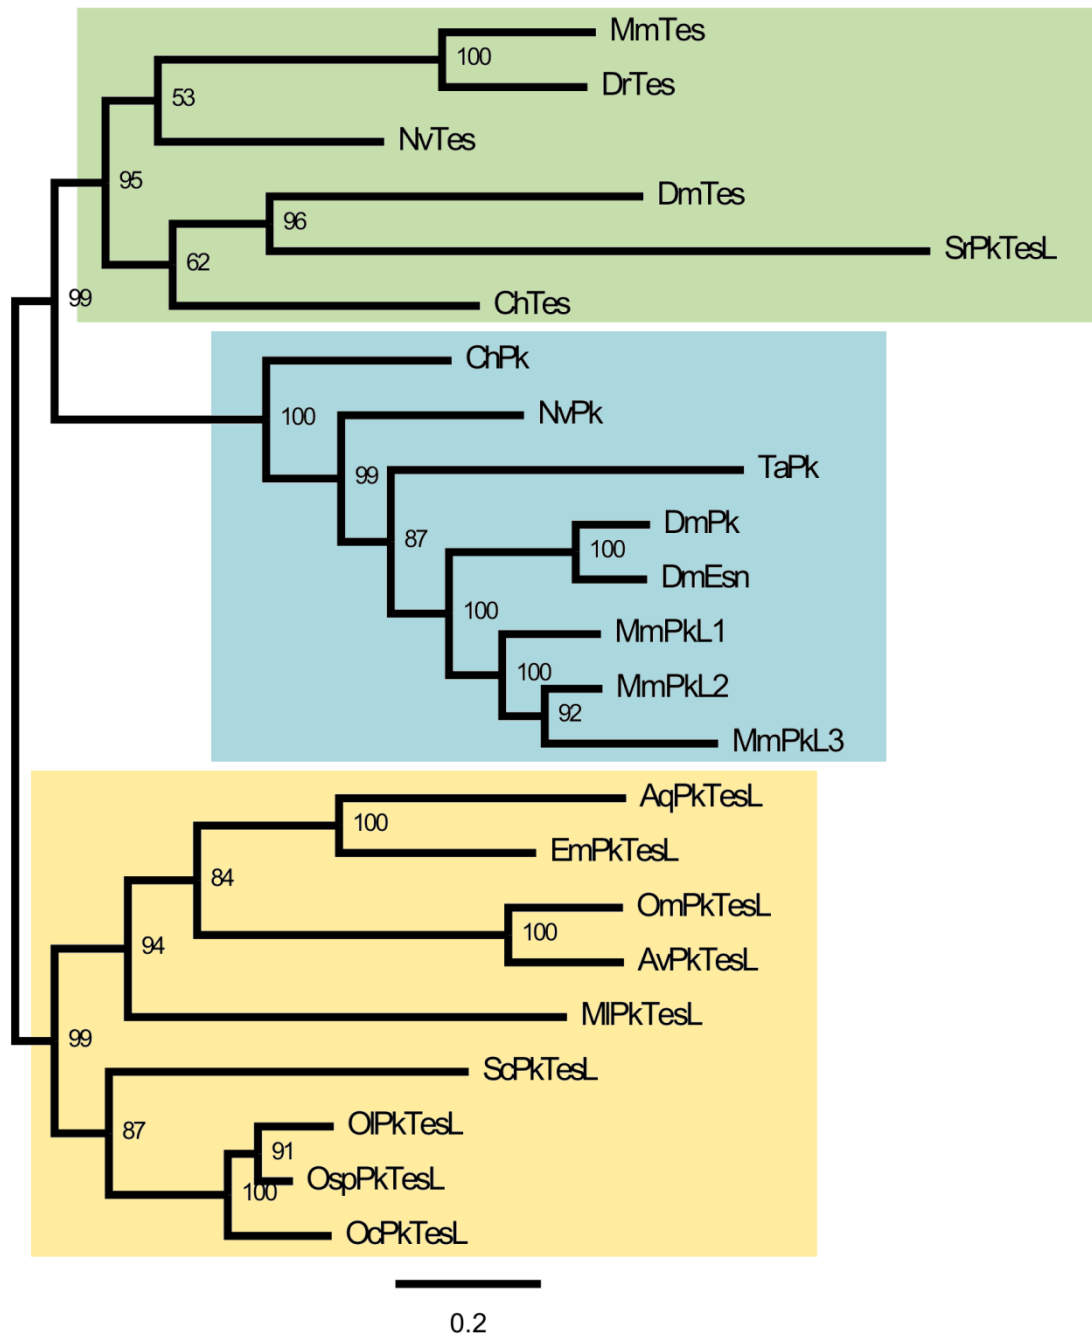 MmTes
100
DrTes
53
NvTes
95
DmTes
96
SrPkTesL
62
99
ChTes
ChPk
100
NvPk
99
TaPk
87
DmPk
100
DmEsn
100
MmPkL1
100
MmPkL2
92
MmPkL3
AqPkTesL
100
EmPkTesL
84
OmPkTesL
100
AvPkTesL
94
MlPkTesL
99
ScPkTesL
87
OlPkTesL
91
OspPkTesL
100
OcPkTesL
0.2